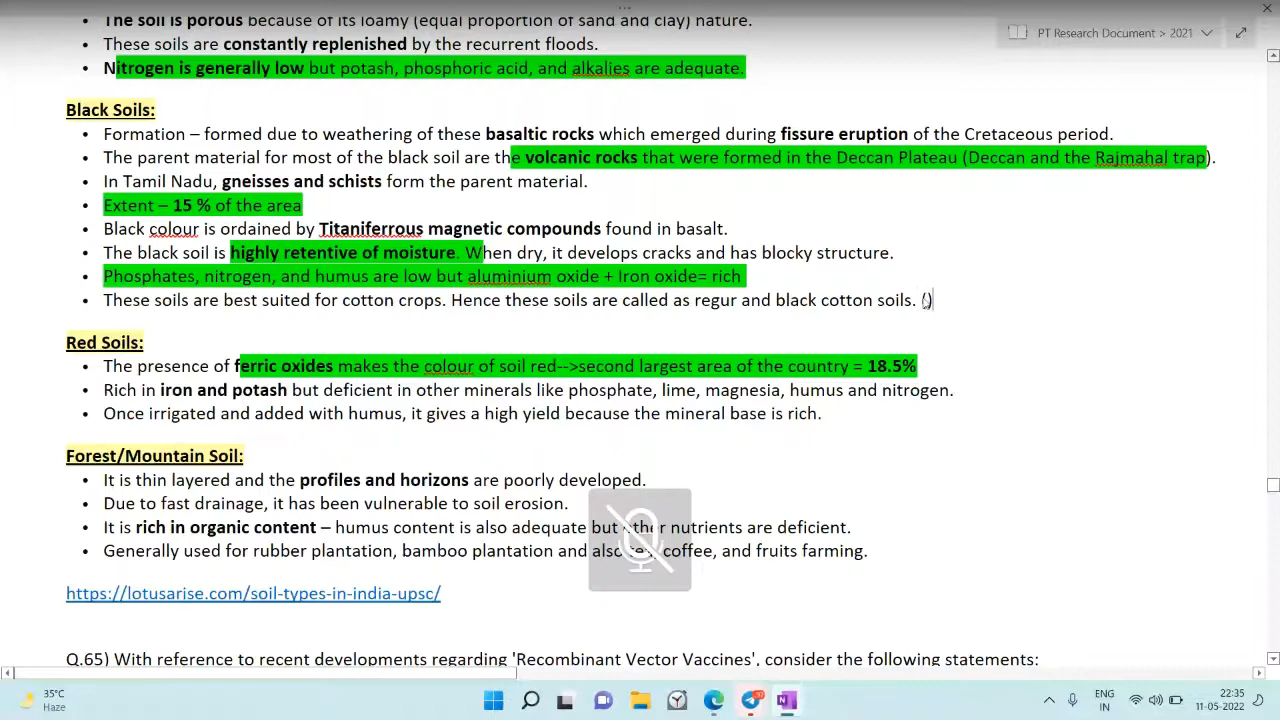 The soil is porous because of its loamy (equal proportion of sand and clay) nature.
PT Research Document > 2021
These soils are constantly replenished by the recurrent floods.
Nitrogen is generally low but potash, phosphoric acid, and alkalies are adequate.
Black Soils:
Formation – formed due to weathering of these basaltic rocks which emerged during fissure eruption of the Cretaceous period.
The parent material for most of the black soil are the volcanic rocks that were formed in the Deccan Plateau (Deccan and the Rajmahal trap).
In Tamil Nadu, gneisses and schists form the parent material.
Extent – 15 % of the area
Black colour is ordained by Titaniferrous magnetic compounds found in basalt.
The black soil is highly retentive of moisture. When dry, it develops cracks and has blocky structure.
Phosphates, nitrogen, and humus are low but aluminium oxide + Iron oxide= rich
These soils are best suited for cotton crops. Hence these soils are called as regur and black cotton soils. ()
Red Soils:
The presence of ferric oxides makes the colour of soil red-->second largest area of the country = 18.5%
Rich in iron and potash but deficient in other minerals like phosphate, lime, magnesia, humus and nitrogen.
Once irrigated and added with humus, it gives a high yield because the mineral base is rich.
Forest/Mountain Soil:
It is thin layered and the profiles and horizons are poorly developed.
Due to fast drainage, it has been vulnerable to soil erosion.
It is rich in organic content – humus content is also adequate but other nutrients are deficient.
Generally used for rubber plantation, bamboo plantation and also tea, coffee, and fruits farming.
https://lotusarise.com/soil-types-in-india-upsc/
Q.65) With reference to recent developments regarding 'Recombinant Vector Vaccines', consider the following statements:
35°C
Haze
ENG
IN
22:35
11-05-2022